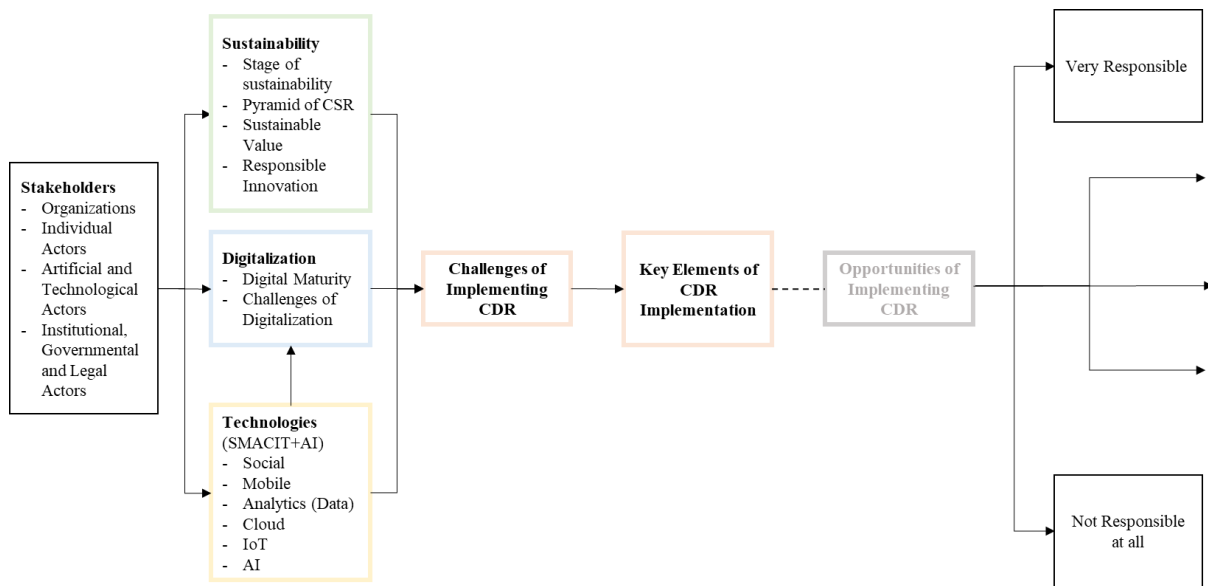 Stakeholders
- Organizations
- Individual
Actors
- Artificial and
Technological
Actors
- Institutional,
Governmental
and Legal
Actors
Sustainability
- Stage of
sustainability
- Pyramid of CSR
- Sustainable
Value
- Responsible
Innovation
Digitalization
- Digital Maturity
- Challenges of
Digitalization
Technologies
(SMACIT+AI)
- Social
- Mobile
- Analytics (Data)
- Cloud
- IoT
- AI
Challenges of
Implementing
CDR
Key Elements of
CDR
Implementation
Opportunities of
Implementing
CDR
Very Responsible
Not Responsible
at all